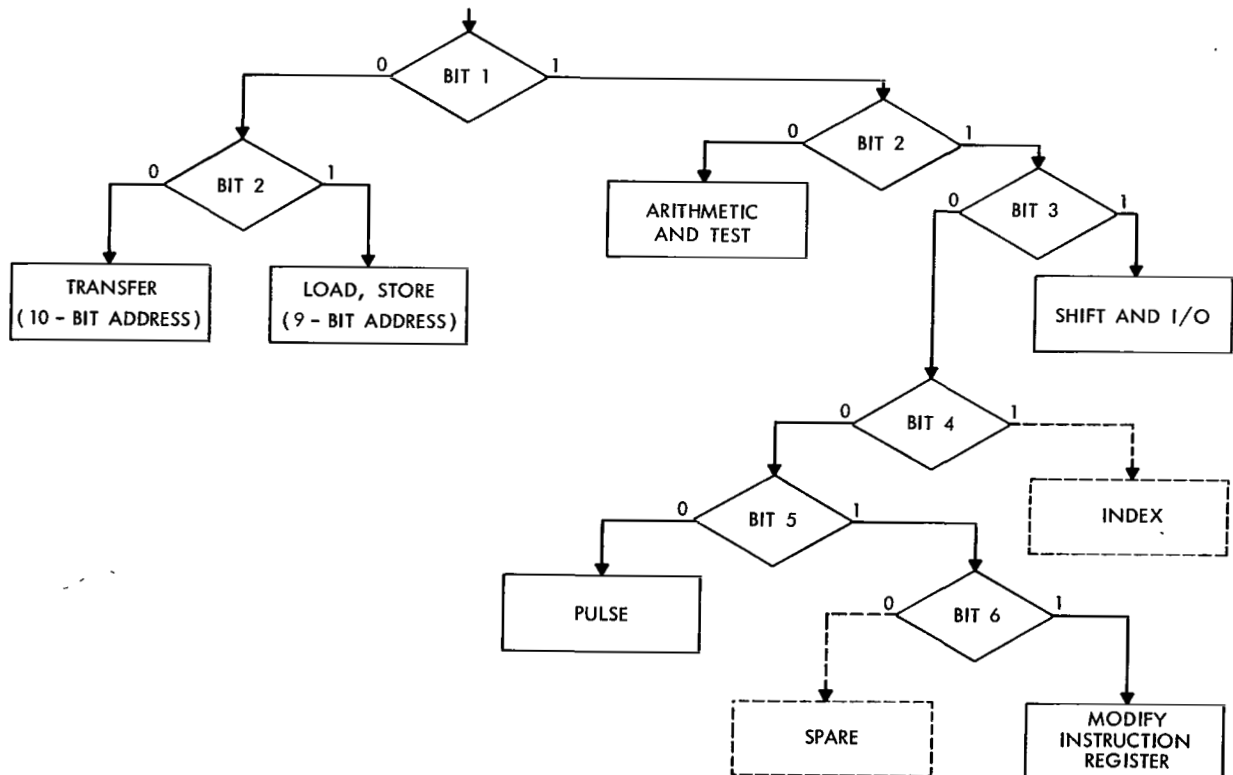 0
BIT 1
1
0
BIT 2
1
0
BIT 2
1
TRANSFER
(10 - BIT ADDRESS)
LOAD, STORE
(9 - BIT ADDRESS)
ARITHMETIC
AND TEST
0
BIT 3
1
SHIFT AND I/O
0
BIT 4
1
INDEX
0
BIT 5
1
PULSE
0
BIT 6
1
SPARE
MODIFY
INSTRUCTION
REGISTER